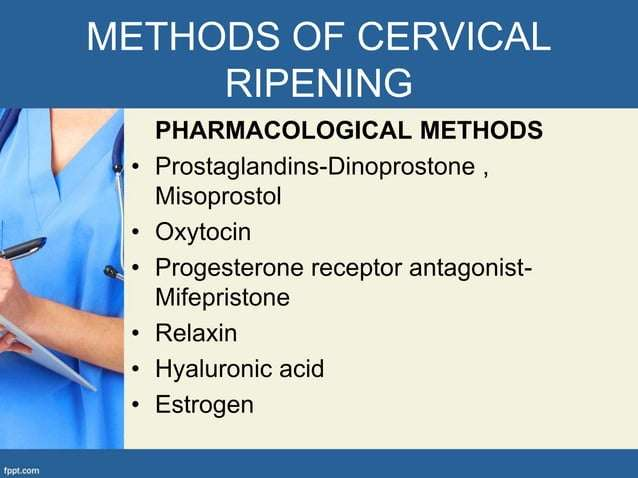 METHODS OF CERVICAL
RIPENING
PHARMACOLOGICAL METHODS
• Prostaglandins-Dinoprostone ,
Misoprostol
• Oxytocin
• Progesterone receptor antagonist-
Mifepristone
• Relaxin
• Hyaluronic acid
• Estrogen
fppt.com